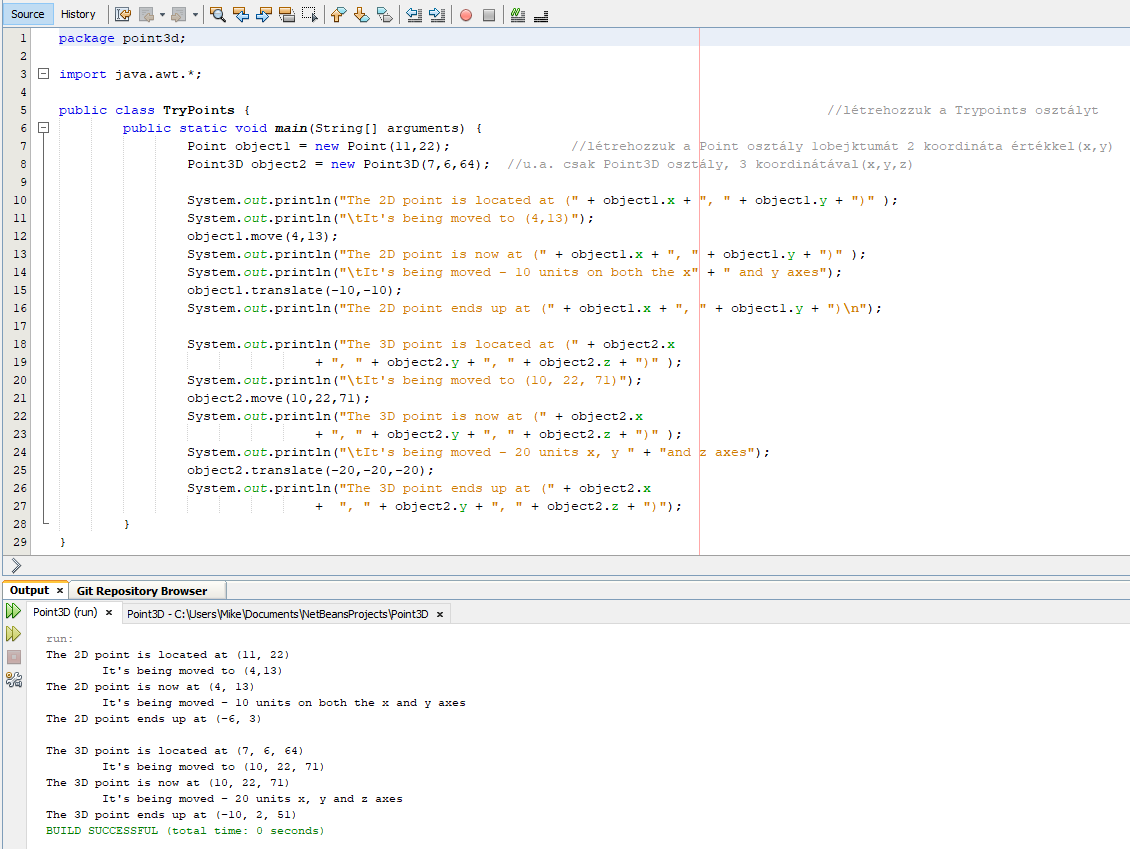 Source History
1 package point3d;
2
3 import java.awt.*;
4
5 public class TryPoints { //létrehozzuk a Trypoints osztályt
6 public static void main(String[] arguments) {
7 Point object1 = new Point(11,22); //létrehozzuk a Point osztály 1obejktumát 2 koordináta értékkel(x,y)
8 Point3D object2 = new Point3D(7,6,64); //u.a. csak Point3D osztály, 3 koordinátával(x,y,z)
9
10 System.out.println("The 2D point is located at (" + object1.x + ", " + object1.y + ")" );
11 System.out.println("\tIt's being moved to (4,13)");
12 object1.move(4,13);
13 System.out.println("The 2D point is now at (" + object1.x + ", " + object1.y + ")" );
14 System.out.println("\tIt's being moved - 10 units on both the x" + " and y axes");
15 object1.translate(-10,-10);
16 System.out.println("The 2D point ends up at (" + object1.x + ", " + object1.y + ")\n");
17
18 System.out.println("The 3D point is located at (" + object2.x
19 + ", " + object2.y + ", " + object2.z + ")" );
20 System.out.println("\tIt's being moved to (10, 22, 71)");
21 object2.move(10,22,71);
22 System.out.println("The 3D point is now at (" + object2.x
23 + ", " + object2.y + ", " + object2.z + ")" );
24 System.out.println("\tIt's being moved - 20 units x, y " + "and z axes");
25 object2.translate(-20,-20,-20);
26 System.out.println("The 3D point ends up at (" + object2.x
27 + ", " + object2.y + ", " + object2.z + ")");
28 }
29 }
Output × Git Repository Browser
Point3D (run) × Point3D - C:\Users\Mike\Documents\NetBeansProjects\Point3D ×
run:
The 2D point is located at (11, 22)
It's being moved to (4,13)
The 2D point is now at (4, 13)
It's being moved - 10 units on both the x and y axes
The 2D point ends up at (-6, 3)
The 3D point is located at (7, 6, 64)
It's being moved to (10, 22, 71)
The 3D point is now at (10, 22, 71)
It's being moved - 20 units x, y and z axes
The 3D point ends up at (-10, 2, 51)
BUILD SUCCESSFUL (total time: 0 seconds)